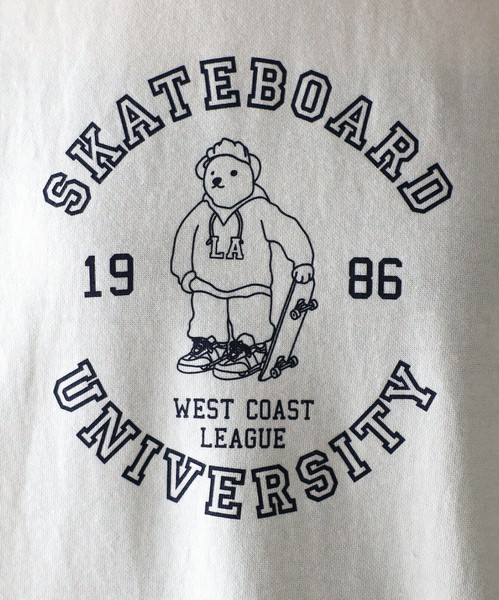 SKATEBOARD
LA
19 86
WEST COAST
LEAGUE
UNIVERSITY